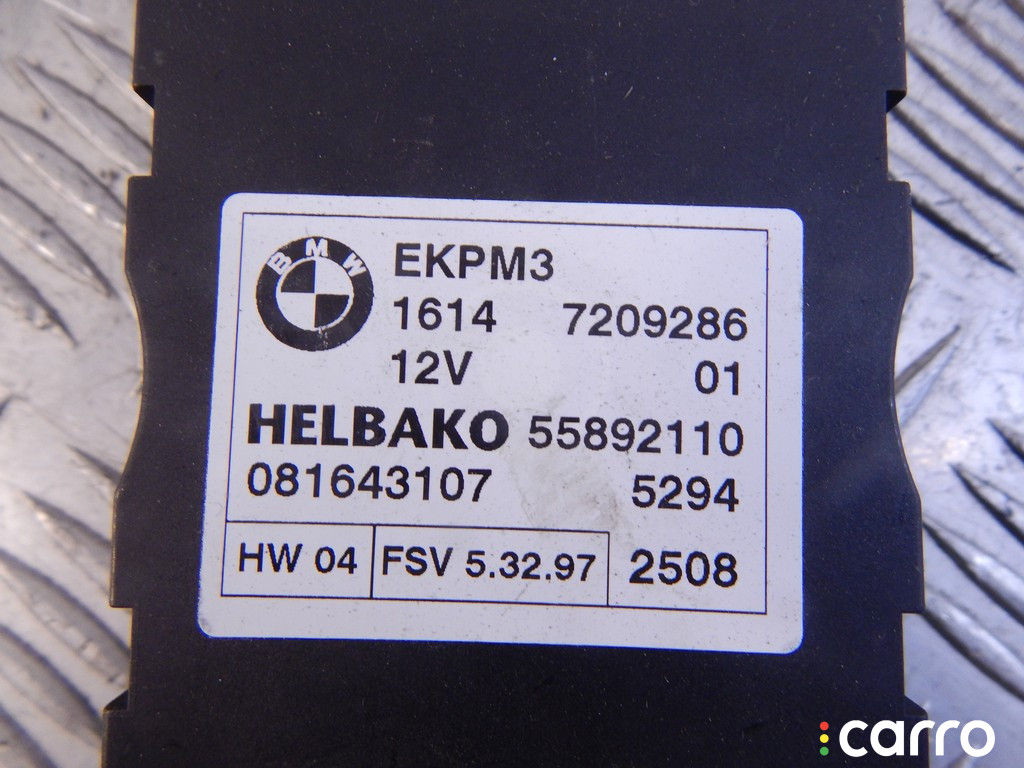 BMW
EKPM3
1614 7209286
12V 01
HELBAKO 55892110
081643107 5294
HW 04 FSV 5.32.97 2508
carro